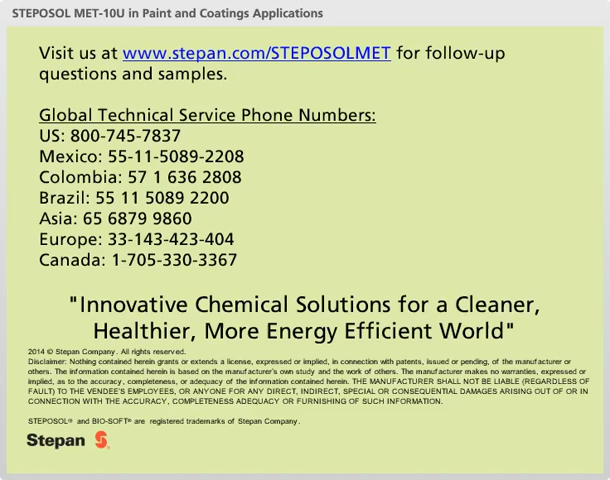 STEPOSOL MET-10U in Paint and Coatings Applications
Visit us at www.stepan.com/STEPOSOLMET for follow-up
questions and samples.
Global Technical Service Phone Numbers:
US: 800-745-7837
Mexico: 55-11-5089-2208
Colombia: 57 1 636 2808
Brazil: 55 11 5089 2200
Asia: 65 6879 9860
Europe: 33-143-423-404
Canada: 1-705-330-3367
"Innovative Chemical Solutions for a Cleaner,
Healthier, More Energy Efficient World"
2014 © Stepan Company. All rights reserved.
Disclaimer: Nothing contained herein grants or extends a license, expressed or implied, in connection with patents, issued or pending, of the manufacturer or
others. The information contained herein is based on the manufacturer's own study and the work of others. The manufacturer makes no warranties, expressed or
implied, as to the accuracy, completeness, or adequacy of the information contained herein. THE MANUFACTURER SHALL NOT BE LIABLE (REGARDLESS OF
FAULT) TO THE VENDEE'S EMPLOYEES, OR ANYONE FOR ANY DIRECT, INDIRECT, SPECIAL OR CONSEQUENTIAL DAMAGES ARISING OUT OF OR IN
CONNECTION WITH THE ACCURACY, COMPLETENESS ADEQUACY OR FURNISHING OF SUCH INFORMATION.
STEPOSOL® and BIO-SOFT® are registered trademarks of Stepan Company.
Stepan